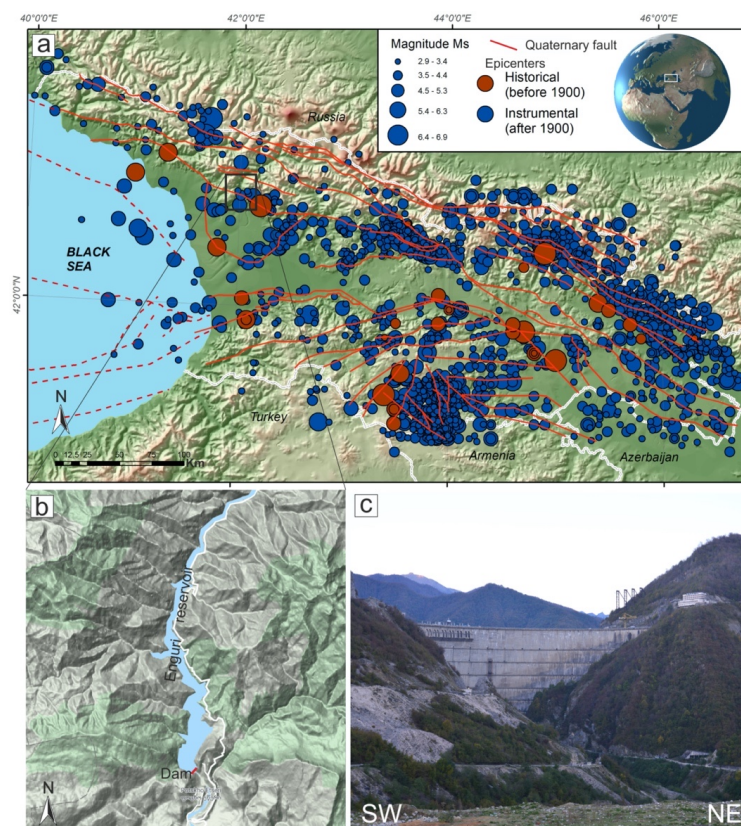 40°0'0"E
42°0'0"E
44°0'0"E
46°0'0"E
a
Magnitude Ms
2.9 - 3.4
3.5 - 4.4
4.5 - 5.3
5.4 - 6.3
6.4 - 6.9
Quaternary fault
Epicenters
Historical
(before 1900)
Instrumental
(after 1900)
Russia
BLACK
SEA
42°0'0"N
42°0'0"N
N
Turkey
Armenia
Azerbaijan
0 12.5 25 50 75 100
Km
b
Enguri reservoir
Dam
N
c
SW
NE